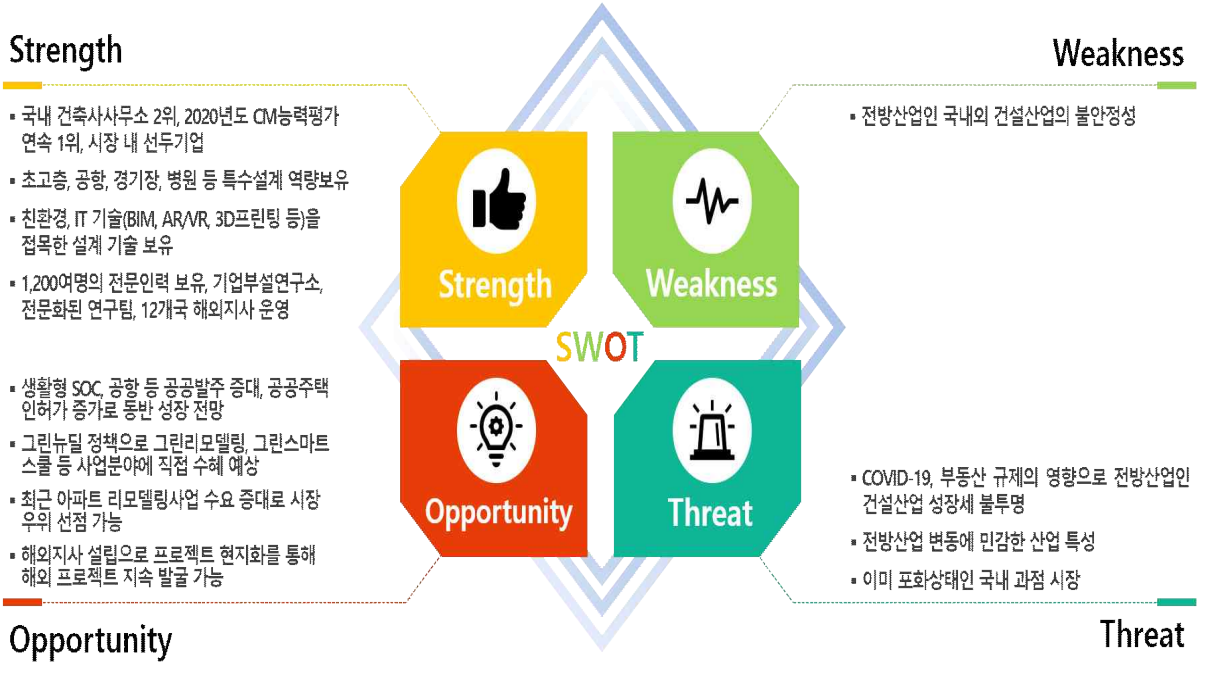 Strength
▪ 국내 건축사사무소 2위, 2020년도 CM능력평가
연속 1위, 시장 내 선두기업
▪ 초고층, 공항, 경기장, 병원 등 특수설계 역량보유
▪ 친환경, IT 기술(BIM, AR/VR, 3D프린팅 등)을
접목한 설계 기술 보유
▪ 1,200여명의 전문인력 보유, 기업부설연구소,
전문화된 연구팀, 12개국 해외지사 운영
Weakness
▪ 전방산업인 국내외 건설산업의 불안정성
Strength
Weakness
SWOT
Opportunity
Threat
▪ 생활형 SOC, 공항 등 공공발주 증대, 공공주택
인허가 증가로 동반 성장 전망
▪ 그린뉴딜 정책으로 그린리모델링, 그린스마트
스쿨 등 사업분야에 직접 수혜 예상
▪ 최근 아파트 리모델링사업 수요 증대로 시장
우위 선점 가능
▪ 해외지사 설립으로 프로젝트 현지화를 통해
해외 프로젝트 지속 발굴 가능
Opportunity
▪ COVID-19, 부동산 규제의 영향으로 전방산업인
건설산업 성장세 불투명
▪ 전방산업 변동에 민감한 산업 특성
▪ 이미 포화상태인 국내 과점 시장
Threat